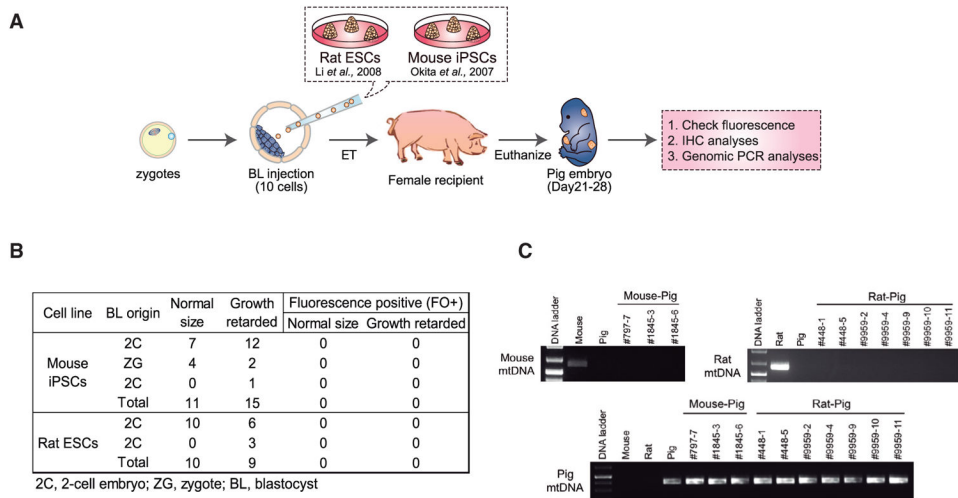 A
Rat ESCs
Li et al., 2008
Mouse iPSCs
Okita et al., 2007
zygotes
BL injection
(10 cells)
ET
Female recipient
Euthanize
Pig embryo
(Day21-28)
1. Check fluorescence
2. IHC analyses
3. Genomic PCR analyses
B
Cell line BL origin Normal size Growth retarded Fluorescence positive (FO+)
Normal size Growth retarded
Mouse iPSCs
2C 7 12 0 0
ZG 4 2 0 0
2C 0 1 0 0
Total 11 15 0 0
Rat ESCs
2C 10 6 0 0
2C 0 3 0 0
Total 10 9 0 0
2C, 2-cell embryo; ZG, zygote; BL, blastocyst
C
Mouse-Pig
DNA ladder Mouse Pig #797-7 #1845-3 #1845-6
Mouse
mtDNA
Rat-Pig
DNA ladder Rat Pig #448-1 #448-5 #9959-2 #9959-4 #9959-9 #9959-10 #9959-11
Rat
mtDNA
Mouse-Pig Rat-Pig
DNA ladder Mouse Rat Pig #797-7 #1845-3 #1845-6 #448-1 #448-5 #9959-2 #9959-4 #9959-9 #9959-10 #9959-11
Pig
mtDNA